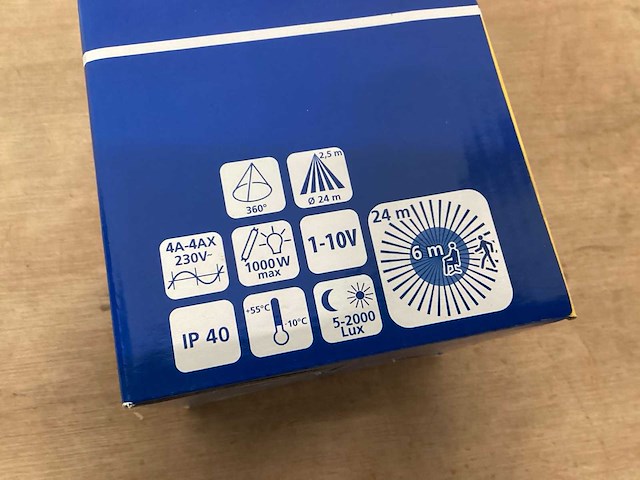 360°
2,5 m
Ø 24 m
4A-4AX
230V~
1000W
max
1-10V
24 m
6 m
IP 40
+55°C
-10°C
5-2000
Lux